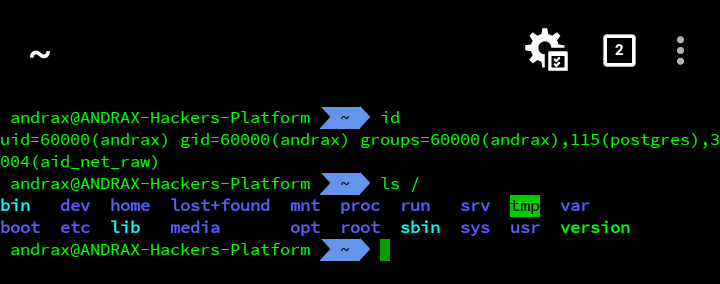 ~
2
andrax@ANDRAX-Hackers-Platform ~ id
uid=60000(andrax) gid=60000(andrax) groups=60000(andrax),115(postgres),3
004(aid_net_raw)
andrax@ANDRAX-Hackers-Platform ~ ls /
bin dev home lost+found mnt proc run srv tmp var
boot etc lib media opt root sbin sys usr version
andrax@ANDRAX-Hackers-Platform ~